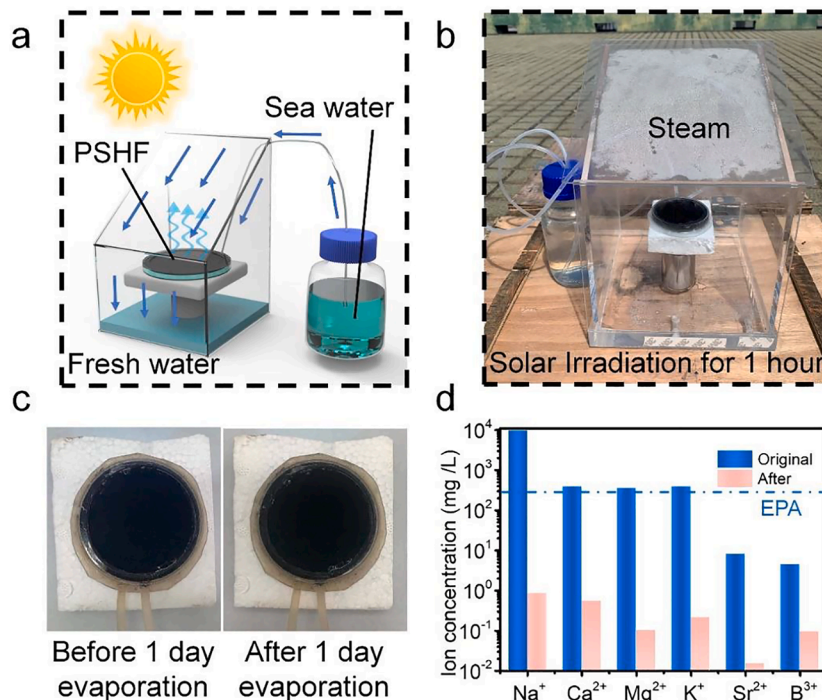 a
Sea water
PSHF
Fresh water
b
Steam
Solar Irradiation for 1 hour
c
Before 1 day
evaporation
After 1 day
evaporation
d
Ion concentration (mg /L)
10⁴
10³
10²
10¹
10⁰
10⁻¹
10⁻²
Original
After
EPA
Na⁺ Ca²⁺ Mg²⁺ K⁺ Sr²⁺ B³⁺